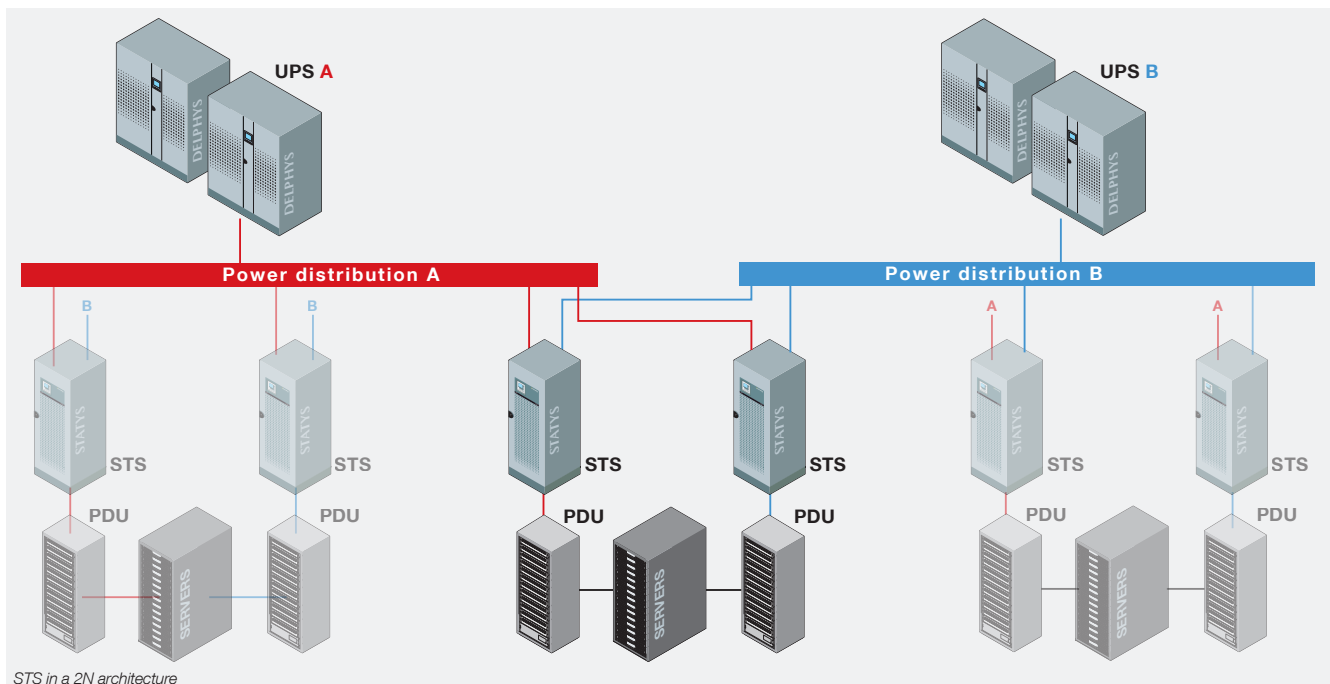 UPS A
UPS B
DELPHYS
DELPHYS
DELPHYS
DELPHYS
Power distribution A
Power distribution B
B
B
A
A
STATYS
STATYS
STATYS
STATYS
STATYS
STATYS
STS
STS
STS
STS
STS
STS
PDU
PDU
PDU
PDU
PDU
PDU
SERVERS
SERVERS
SERVERS
STS in a 2N architecture